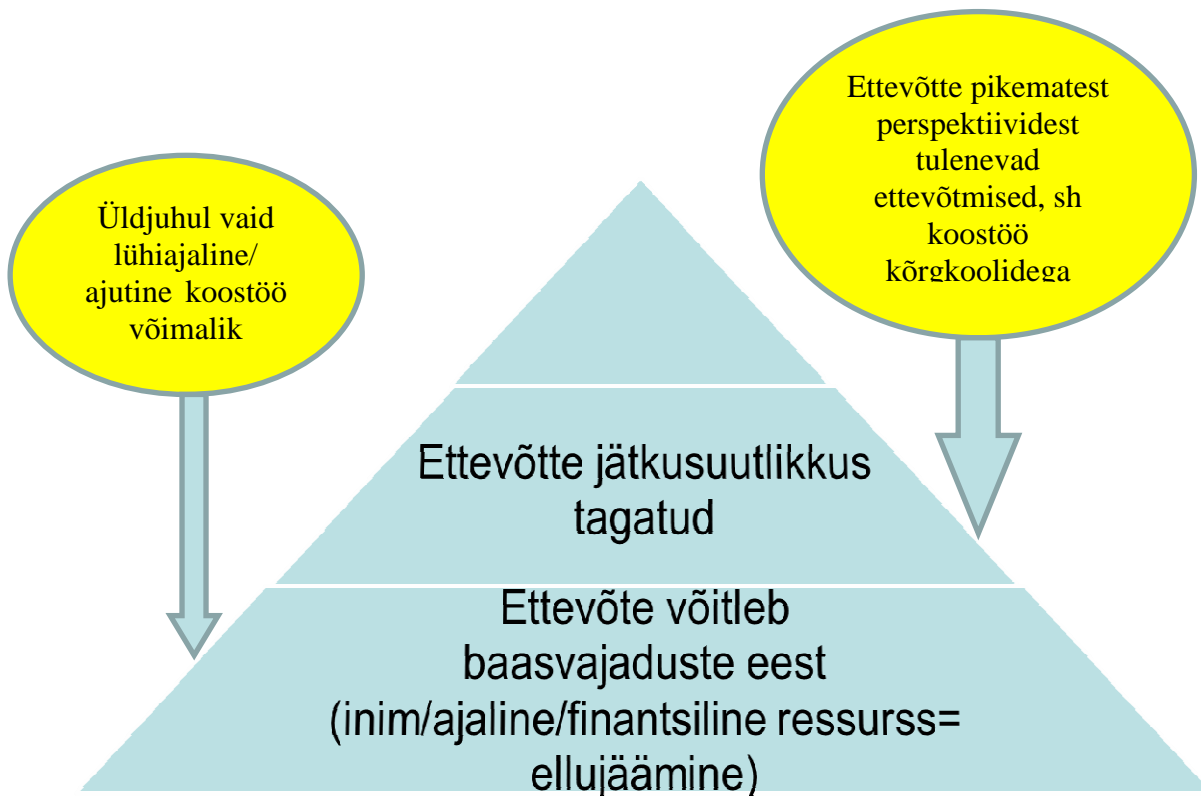 Üldjuhul vaid
lühiajaline/
ajutine koostöö
võimalik
Ettevõtte pikematest
perspektiividest
tulenevad
ettevõtmised, sh
koostöö
kõrgkoolidega
Ettevõtte jätkusuutlikkus
tagatud
Ettevõte võitleb
baasvajaduste eest
(inim/ajaline/finantsiline ressurss=
ellujäämine)